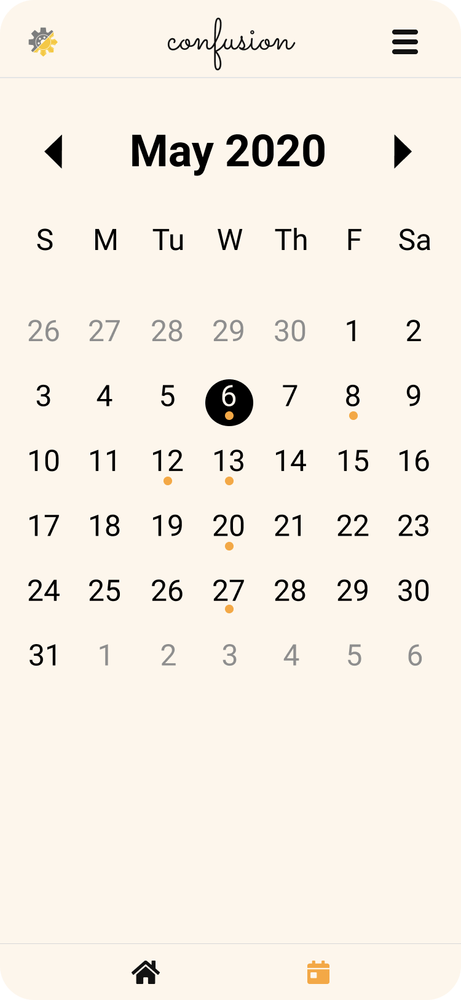 confusion
May 2020
S M Tu W Th F Sa
26 27 28 29 30 1 2
3 4 5 6 7 8 9
10 11 12 13 14 15 16
17 18 19 20 21 22 23
24 25 26 27 28 29 30
31 1 2 3 4 5 6